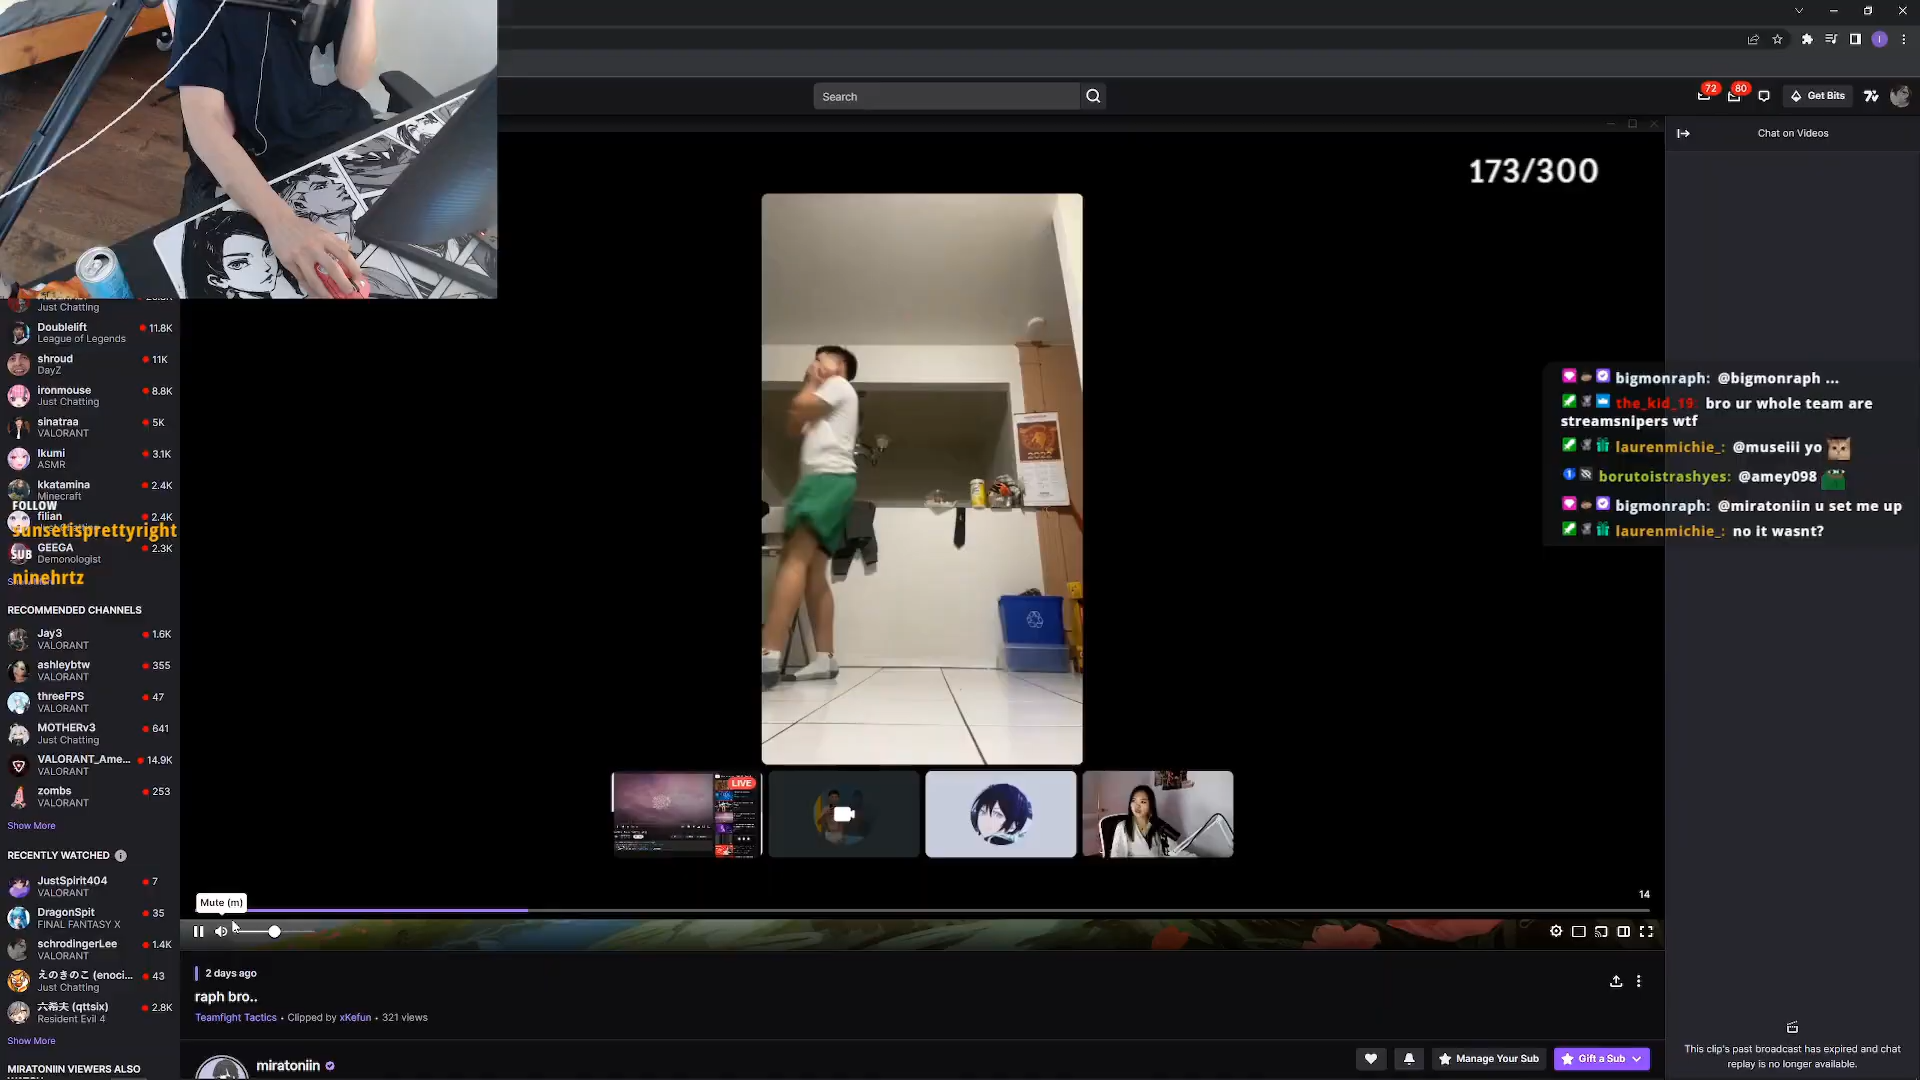 Search
72
80
Get Bits
Chat on Videos
173/300
Just Chatting
Doublelift
11.8K
League of Legends
shroud
11K
DayZ
ironmouse
8.8K
Just Chatting
sinatraa
5K
VALORANT
Ikumi
3.1K
ASMR
kkatamina
2.4K
Minecraft
FOLLOW
filian
2.4K
sunsetisprettyright
GEEGA
2.3K
SUB
Demonologist
ninehrtz
RECOMMENDED CHANNELS
Jay3
1.6K
VALORANT
ashleybtw
355
VALORANT
threeFPS
47
VALORANT
MOTHERv3
641
Just Chatting
VALORANT_Ame...
14.9K
VALORANT
zombs
253
VALORANT
Show More
RECENTLY WATCHED
JustSpirit404
7
VALORANT
DragonSpit
35
FINAL FANTASY X
schrodingerLee
1.4K
VALORANT
えのきのこ (enoci...
43
Just Chatting
六希夫 (qttsix)
2.8K
Resident Evil 4
Show More
MIRATONIIN VIEWERS ALSO
bigmonraph: @bigmonraph ...
the_kid_19: bro ur whole team are
streamsnipers wtf
laurenmichie_: @museiii yo
borutoistrashyes: @amey098
bigmonraph: @miratoniin u set me up
laurenmichie_: no it wasnt?
2023
LIVE
14
Mute (m)
2 days ago
raph bro..
Teamfight Tactics • Clipped by xKefun • 321 views
miratoniin
Manage Your Sub
Gift a Sub
This clip's past broadcast has expired and chat
replay is no longer available.